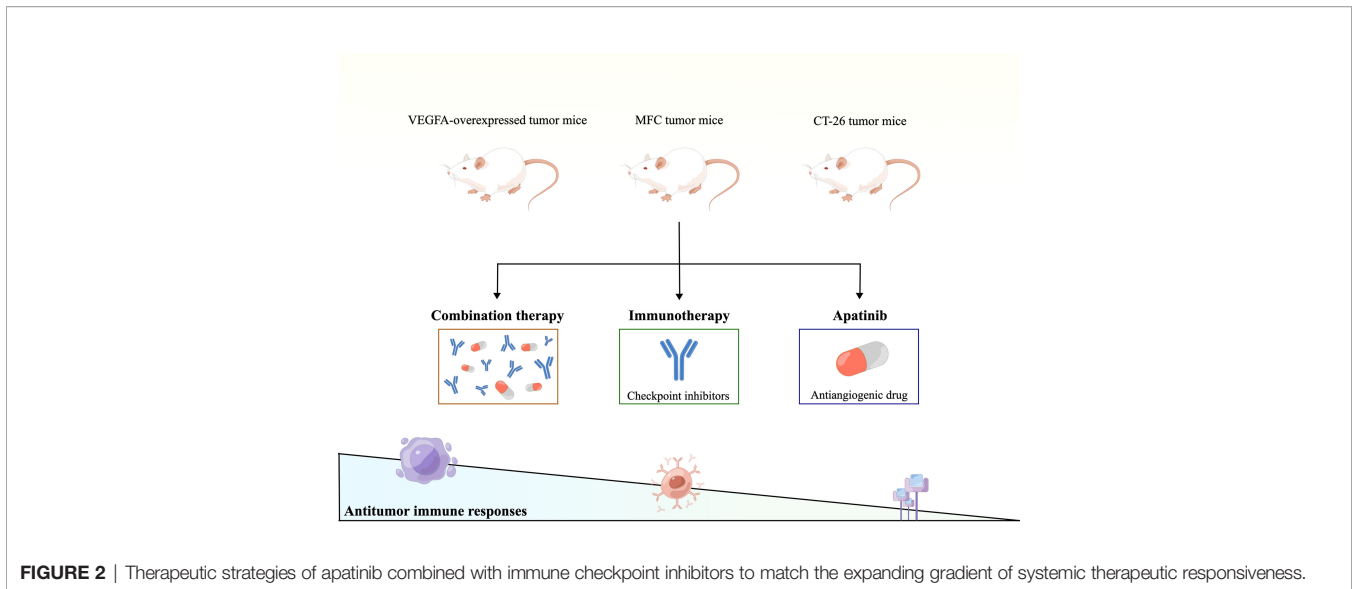 VEGFA-overexpressed tumor mice MFC tumor mice CT-26 tumor mice
Combination therapy Immunotherapy Apatinib
Checkpoint inhibitors Antiangiogenic drug
Antitumor immune responses
FIGURE 2 | Therapeutic strategies of apatinib combined with immune checkpoint inhibitors to match the expanding gradient of systemic therapeutic responsiveness.